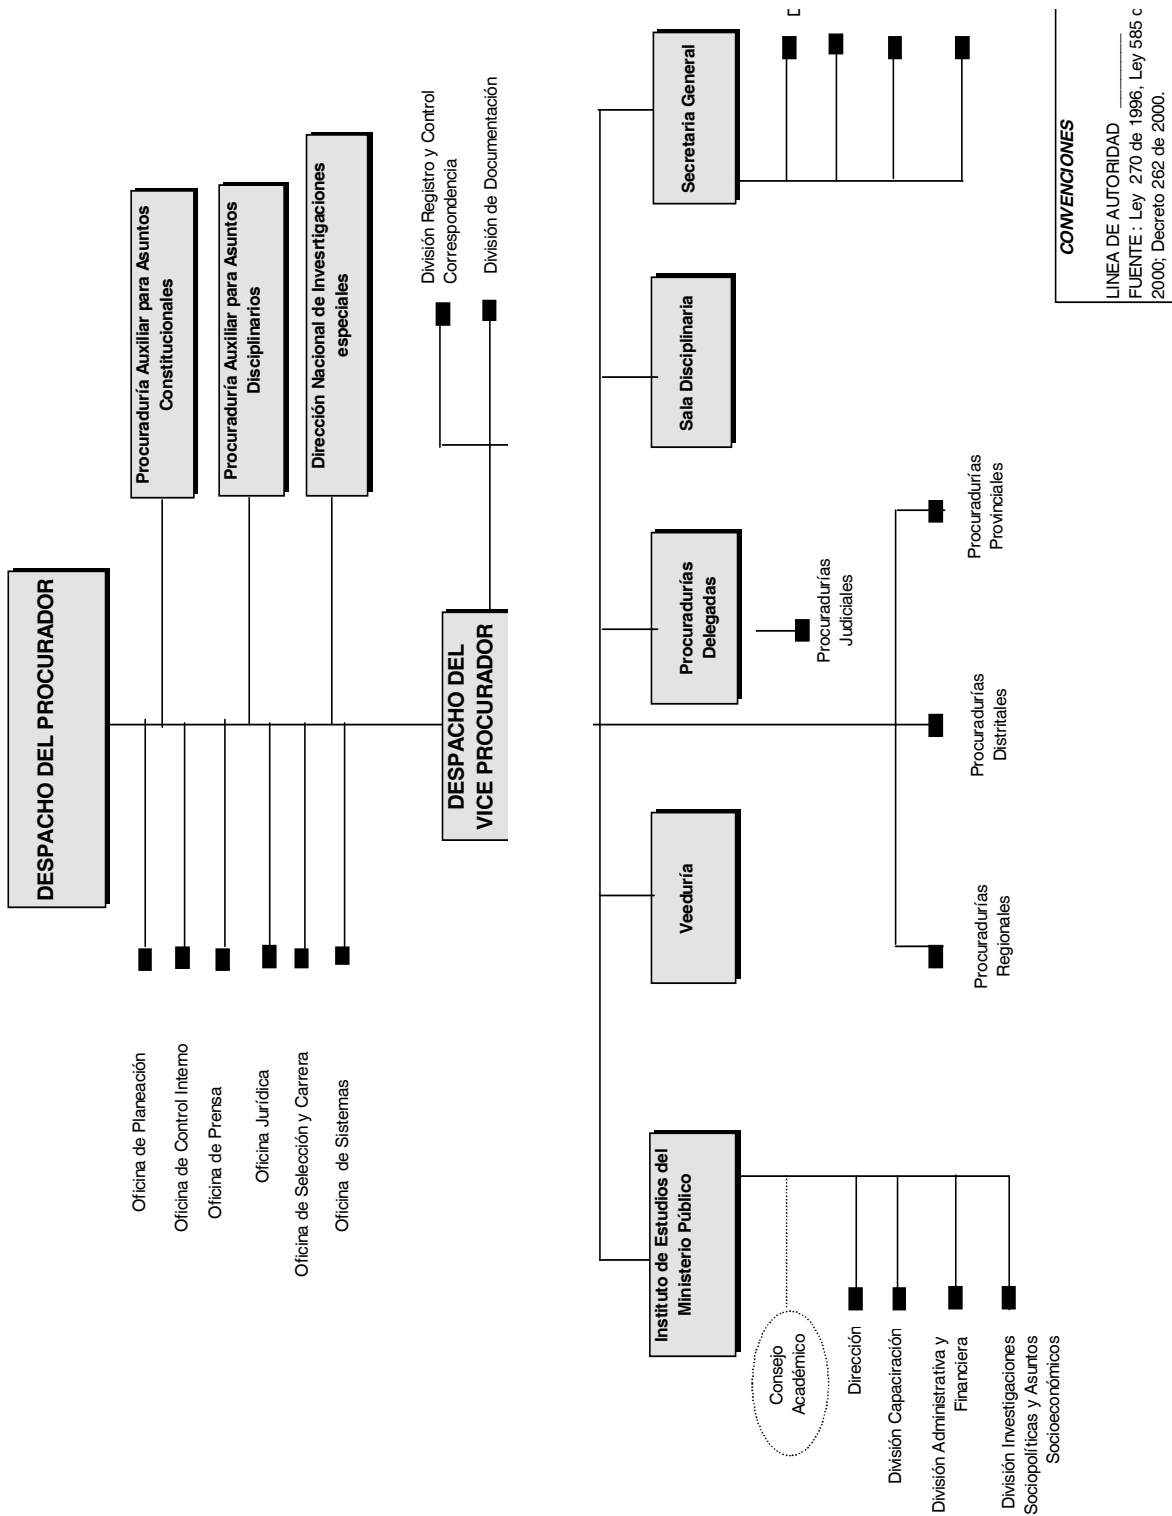 DESPACHO DEL PROCURADOR
Oficina de Planeación
Oficina de Control Interno
Oficina de Prensa
Oficina Jurídica
Oficina de Selección y Carrera
Oficina de Sistemas
Procuraduría Auxiliar para Asuntos
Constitucionales
Procuraduría Auxiliar para Asuntos
Disciplinarios
Dirección Nacional de Invesrtigaciones
especiales
DESPACHO DEL
VICE PROCURADOR
División Registro y Control
Correspondencia
División de Documentación
Instituto de Estudios del
Ministerio Público
Veeduría
Procuradurías
Delegadas
Sala Disciplinaria
Secretaria General
Consejo
Académico
Dirección
División Capaciración
División Administrativa y
Financiera
División Investigaciones
Sociopolíticas y Asuntos
Socioeconómicos
Procuradurías
Judiciales
Procuradurías
Regionales
Procuradurías
Distritales
Procuradurías
Provinciales
CONVENCIONES
LINEA DE AUTORIDAD
FUENTE : Ley 270 de 1996, Ley 585
2000; Decreto 262 de 2000.